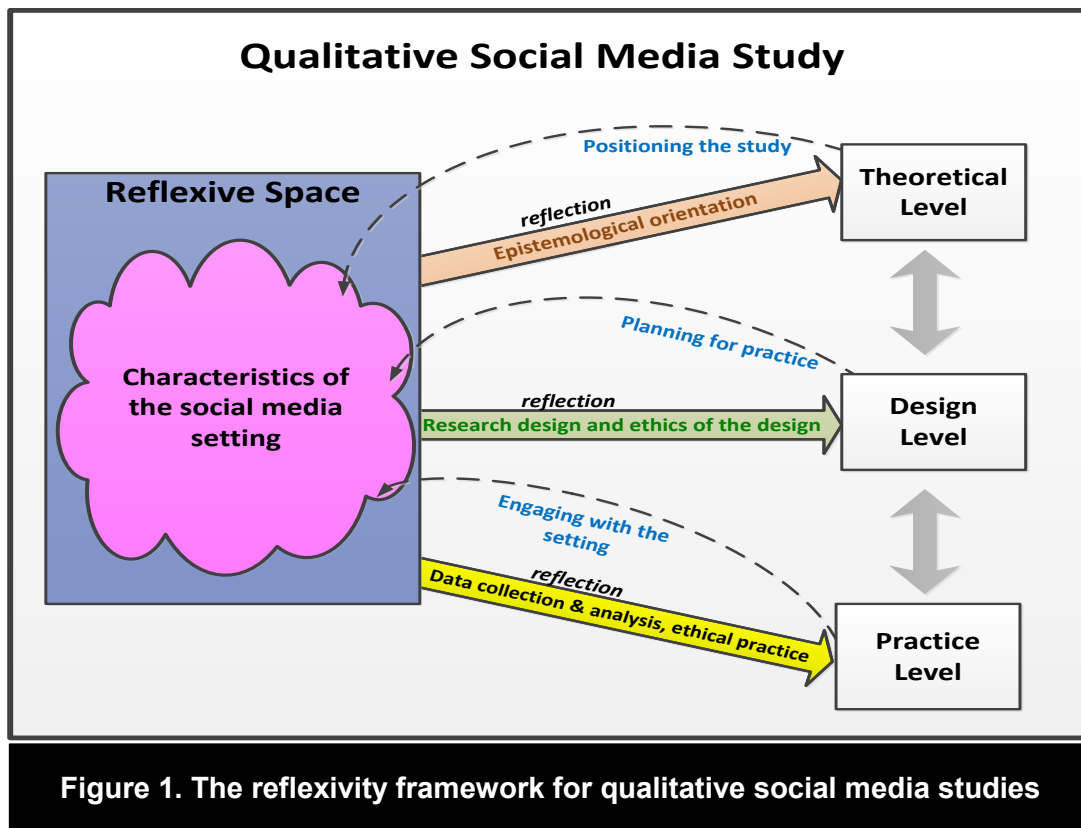 Qualitative Social Media Study
Reflexive Space
Characteristics of
the social media
setting
Positioning the study
reflection
Epistemological orientation
Theoretical
Level
Planning for practice
reflection
Research design and ethics of the design
Design
Level
Engaging with the
setting
reflection
Data collection & analysis, ethical practice
Practice
Level
Figure 1. The reflexivity framework for qualitative social media studies